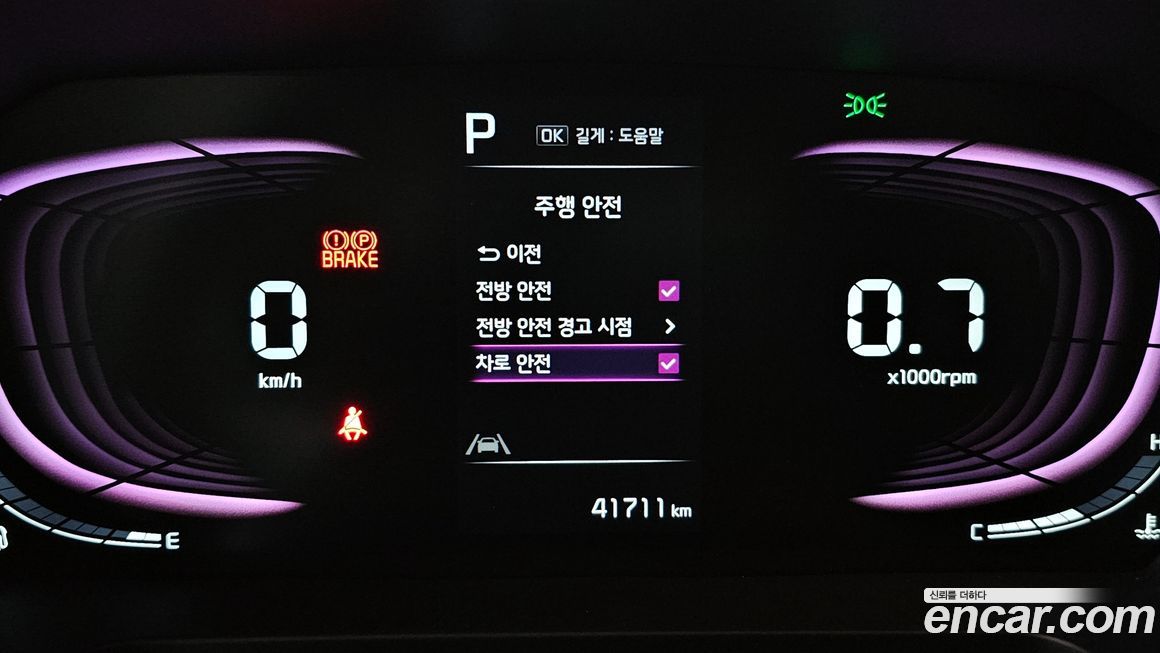 P
OK 길게 : 도움말
주행 안전
이전
BRAKE
전방 안전
전방 안전 경고 시점
차로 안전
0
km/h
0.7
x1000rpm
41711 km
E
C
H
신뢰를 더하다
encar.com